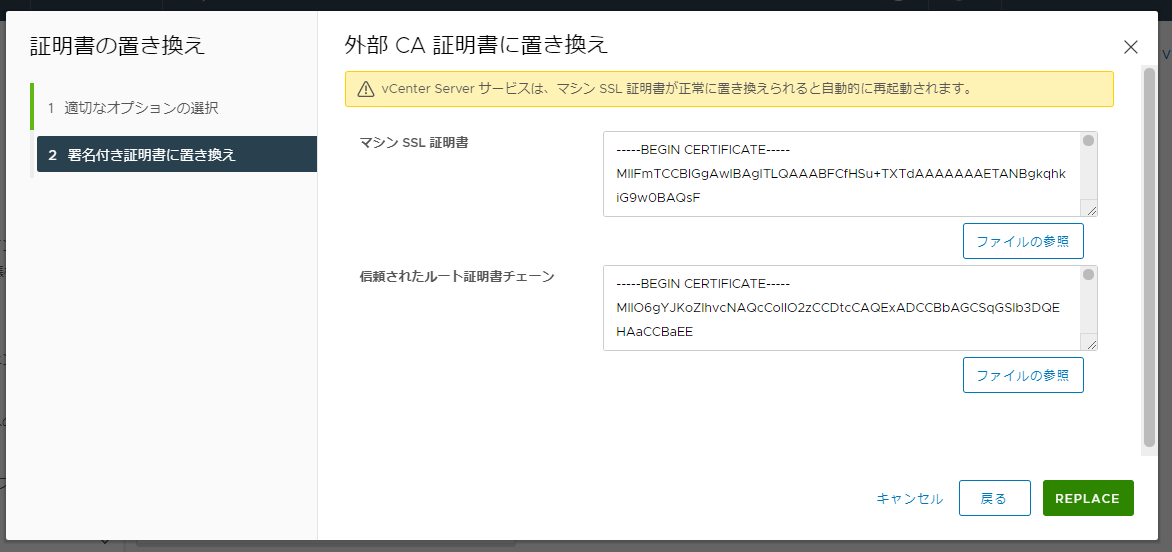 証明書の置き換え
1 適切なオプションの選択
2 署名付き証明書に置き換え
外部 CA 証明書に置き換え
vCenter Server サービスは、マシン SSL 証明書が正常に置き換えられると自動的に再起動されます。
マシン SSL 証明書
-----BEGIN CERTIFICATE-----
MIIFmTCCBIGgAwIBAgITLQAAABFCfHSu+TXTdAAAAAAAETANBgkqhk
iG9w0BAQsF
ファイルの参照
信頼されたルート証明書チェーン
-----BEGIN CERTIFICATE-----
MIIO6gYJKoZIhvcNAQcCoIIO2zCCDtcCAQExADCCBbAGCSqGSIb3DQE
HAaCCBaEE
ファイルの参照
キャンセル
戻る
REPLACE